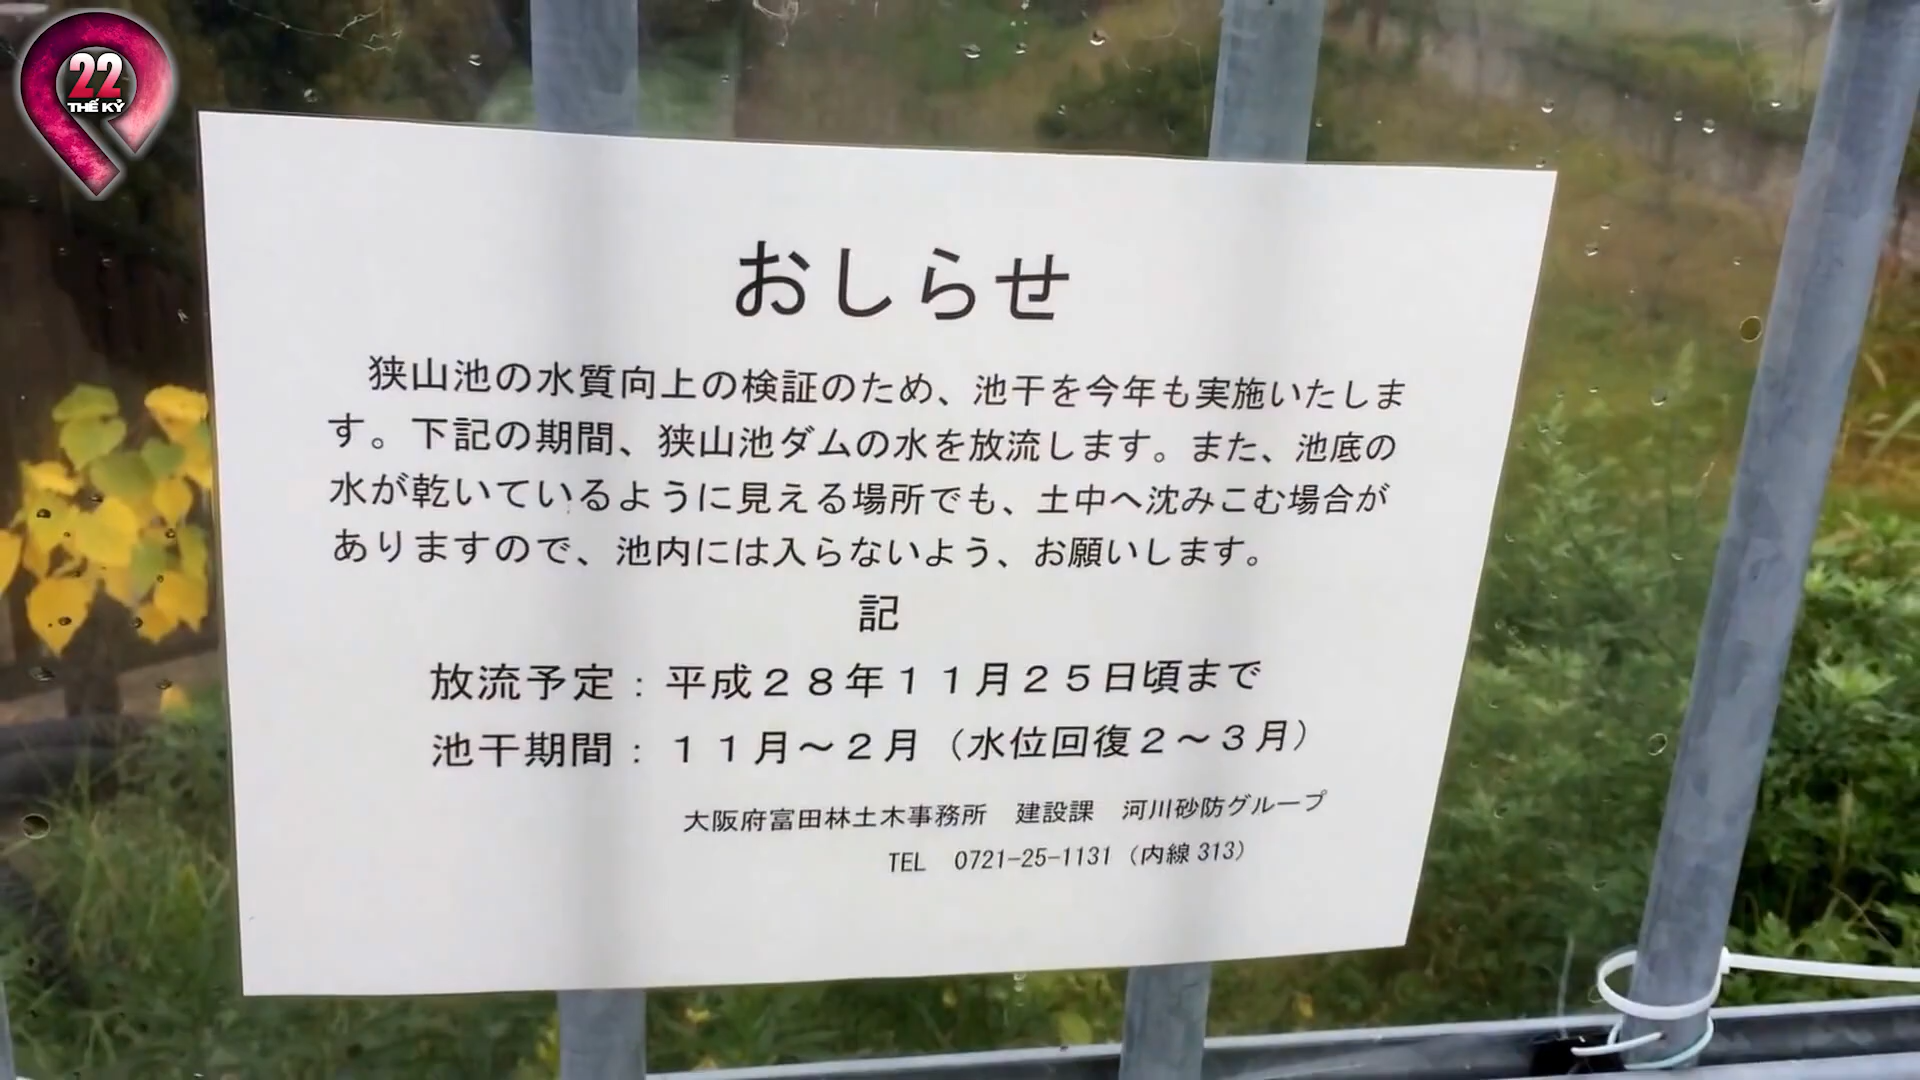 22
THẾ KỶ
おしらせ
狭山池の水質向上の検証のため、池干を今年も実施いたしま
す。下記の期間、狭山池ダムの水を放流します。また、池底の
水が乾いているように見える場所でも、土中へ沈みこむ場合が
ありますので、池内には入らないよう、お願いします。
記
放流予定：平成２８年１１月２５日頃まで
池干期間：１１月～２月（水位回復２～３月）
大阪府富田林土木事務所　建設課　河川砂防グループ
TEL　0721-25-1131（内線 313）